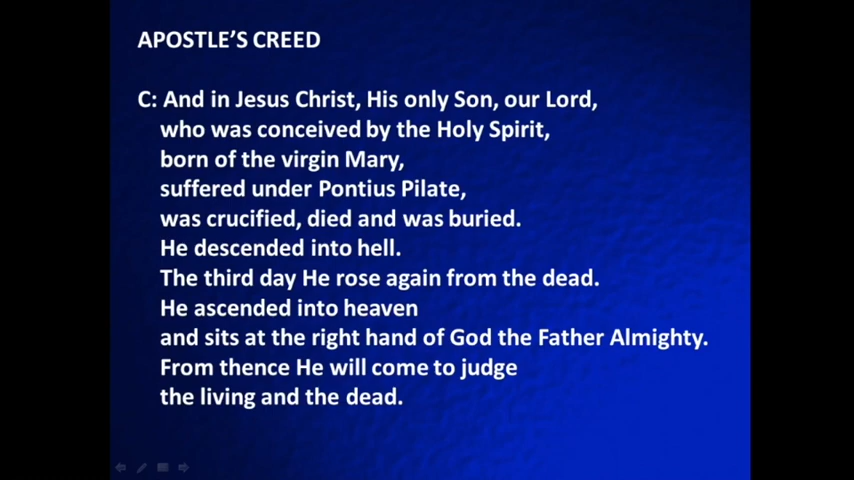 APOSTLE'S CREED
C: And in Jesus Christ, His only Son, our Lord,
who was conceived by the Holy Spirit,
born of the virgin Mary,
suffered under Pontius Pilate,
was crucified, died and was buried.
He descended into hell.
The third day He rose again from the dead.
He ascended into heaven
and sits at the right hand of God the Father Almighty.
From thence He will come to judge
the living and the dead.